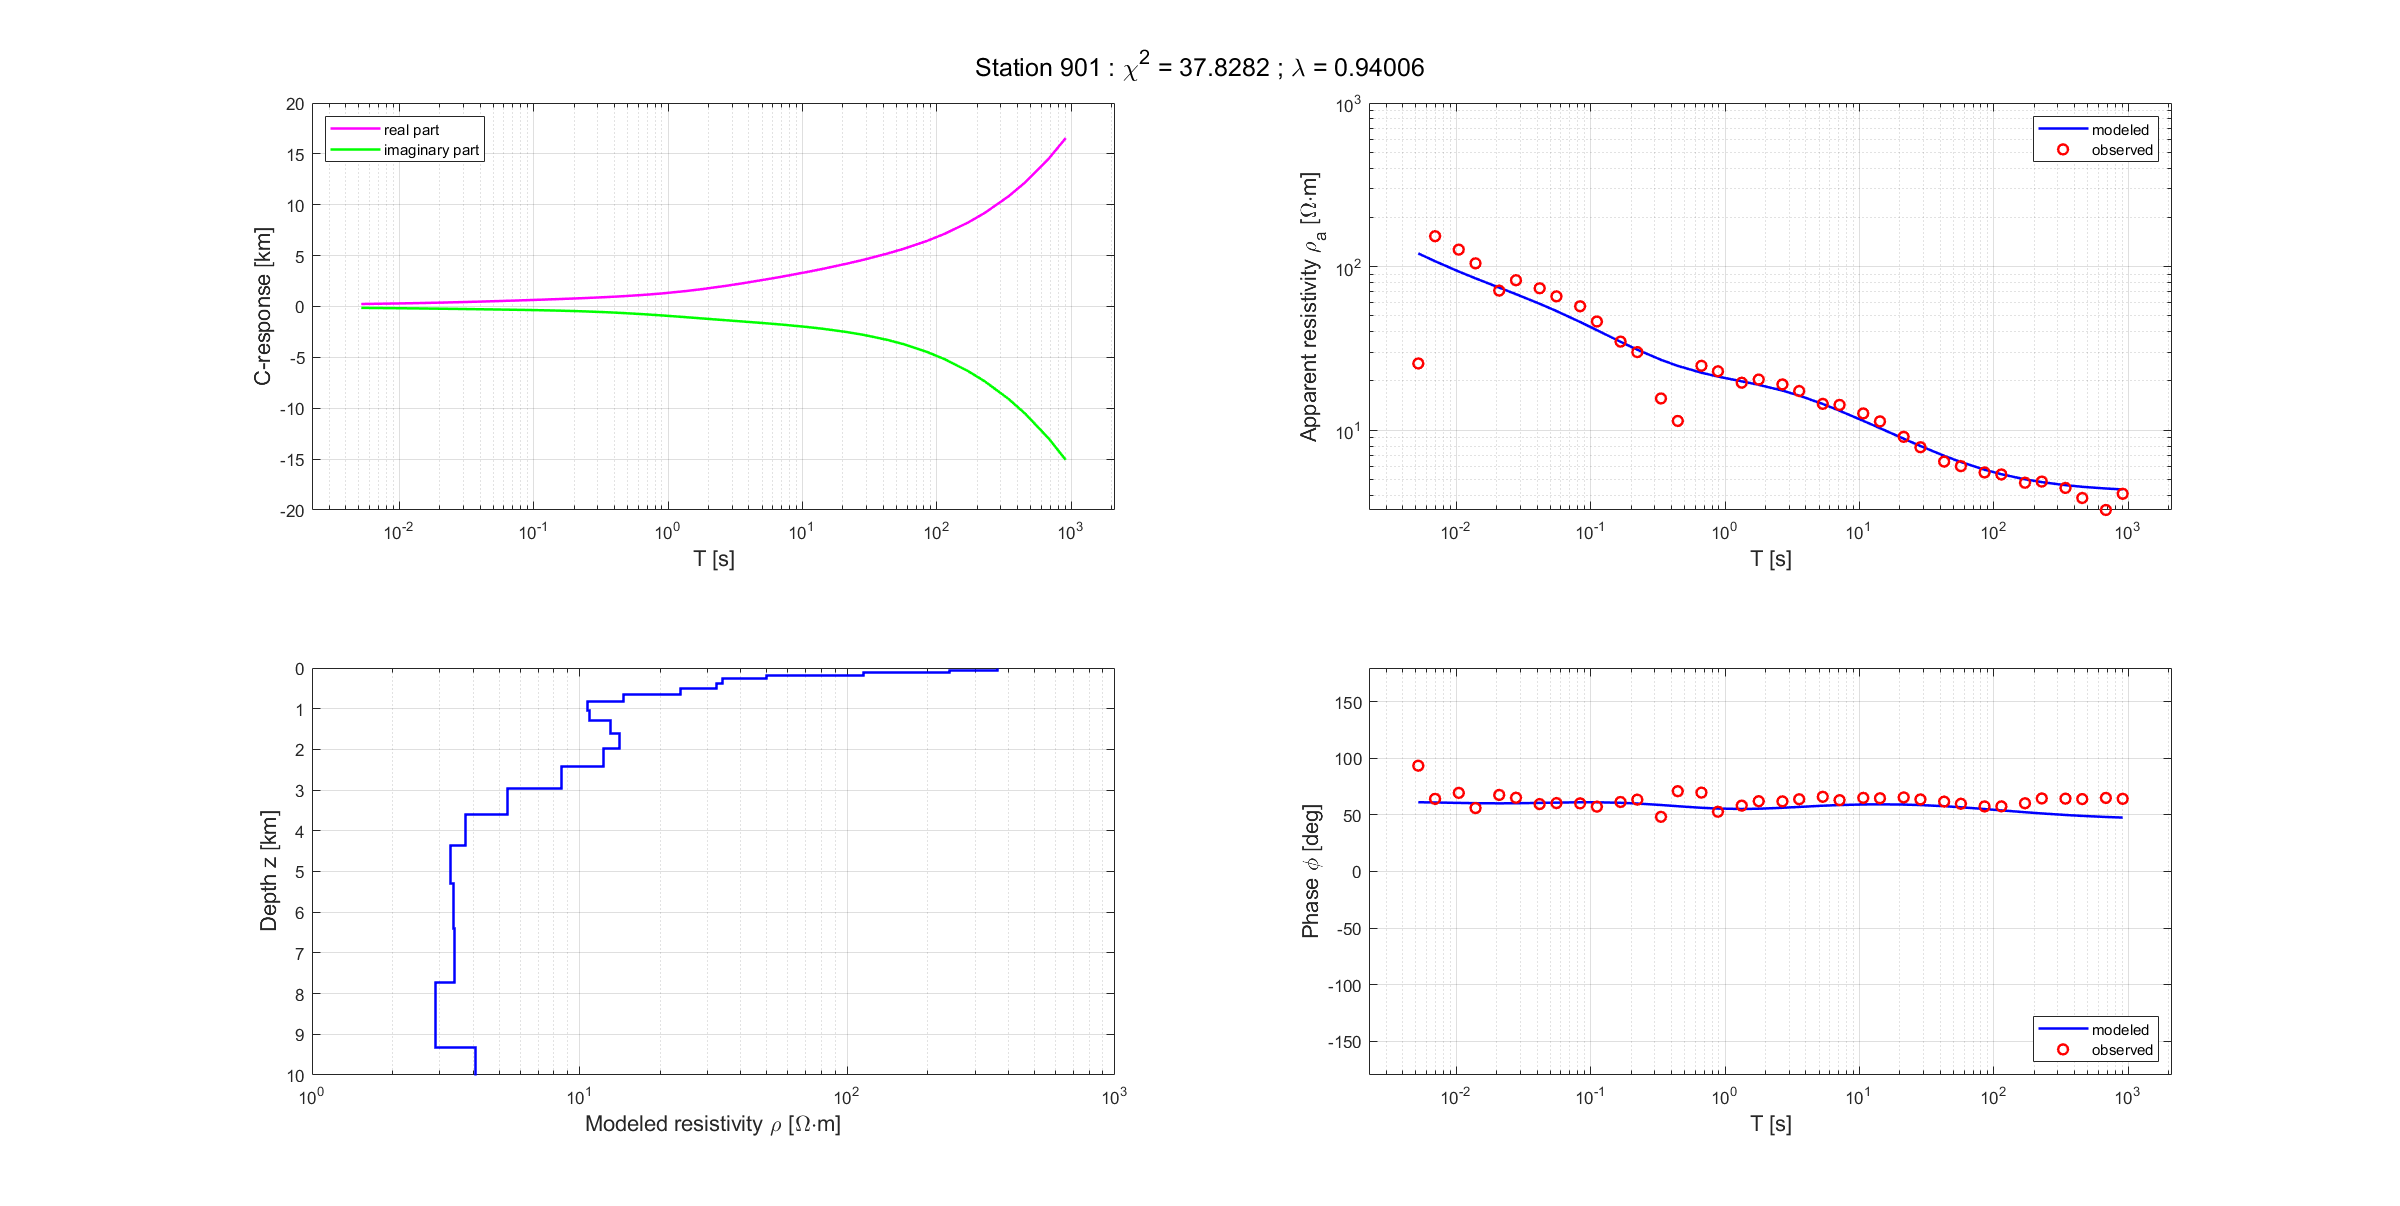 Station 901 : χ² = 37.8282 ; λ = 0.94006
20
15
10
5
0
-5
-10
-15
-20
C-response [km]
real part
imaginary part
10⁻² 10⁻¹ 10⁰ 10¹ 10² 10³
T [s]
10³
10²
10¹
Apparent resistivity ρₐ [Ω·m]
modeled
observed
10⁻² 10⁻¹ 10⁰ 10¹ 10² 10³
T [s]
0
1
2
3
4
5
6
7
8
9
10
Depth z [km]
10⁰ 10¹ 10² 10³
Modeled resistivity ρ [Ω·m]
150
100
50
0
-50
-100
-150
Phase ϕ [deg]
modeled
observed
10⁻² 10⁻¹ 10⁰ 10¹ 10² 10³
T [s]